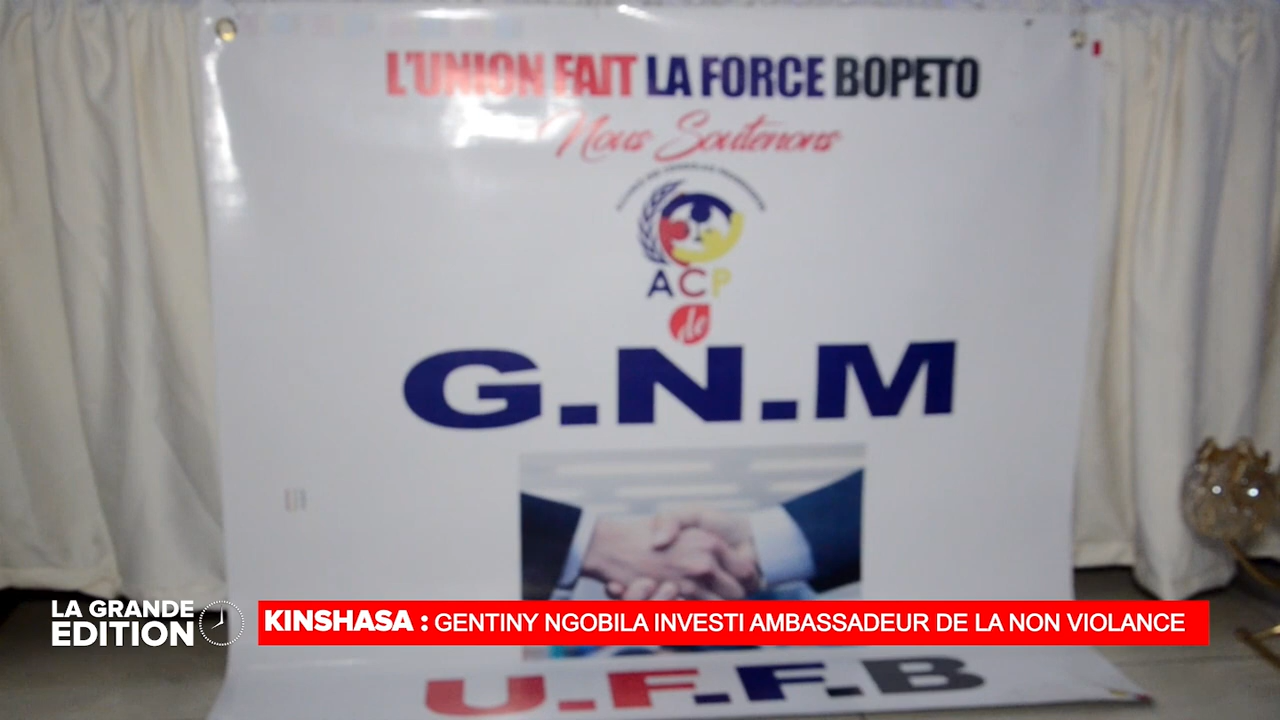 L'UNION FAIT LA FORCE BOPETO
Nous Soutenons
ACP
de
G.N.M
LA GRANDE
EDITION
KINSHASA : GENTINY NGOBILA INVESTI AMBASSADEUR DE LA NON VIOLANCE
U.F.F.B